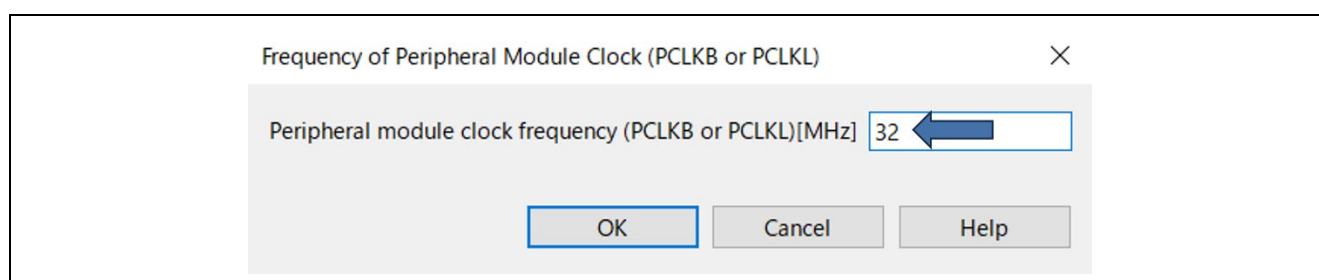 Frequency of Peripheral Module Clock (PCLKB or PCLKL)
Peripheral module clock frequency (PCLKB or PCLKL)[MHz] 32
OK Cancel Help